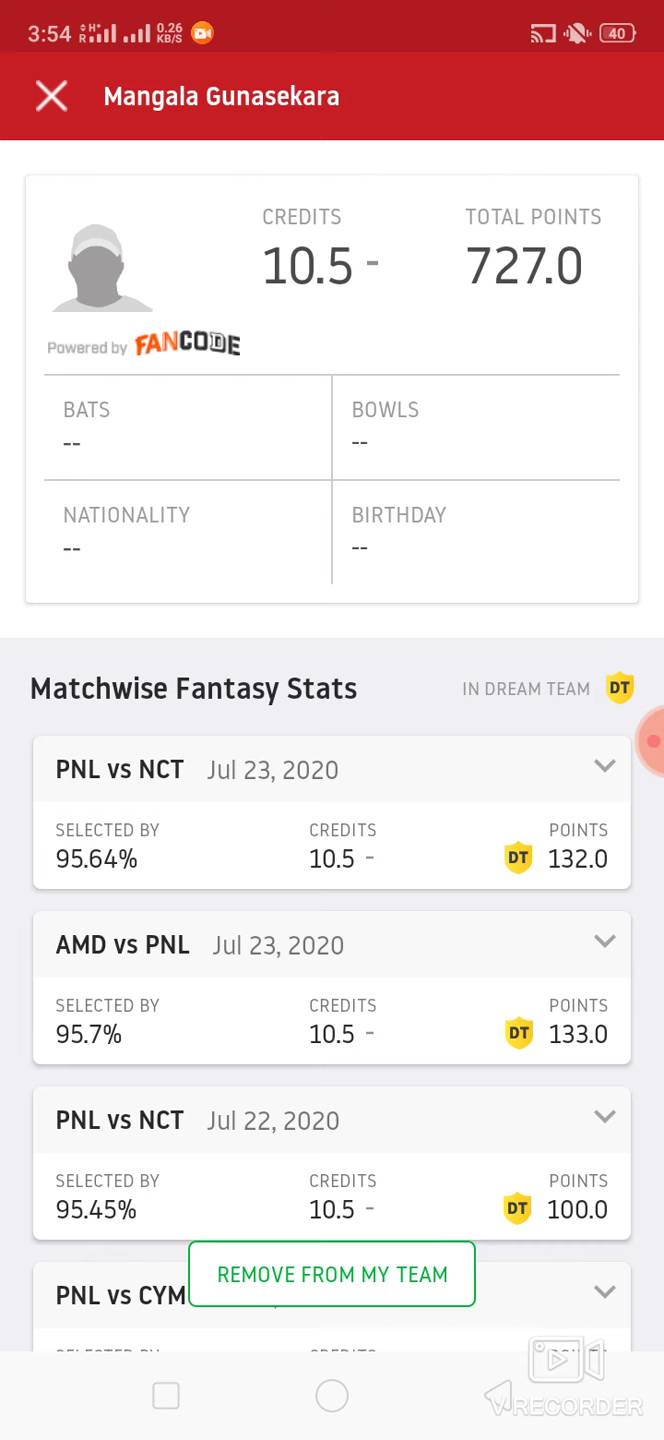 3:54 R H+ 0.26 KB/S 40
Mangala Gunasekara
CREDITS TOTAL POINTS
10.5 - 727.0
Powered by FANCODE
BATS BOWLS
-- --
NATIONALITY BIRTHDAY
-- --
Matchwise Fantasy Stats IN DREAM TEAM DT
PNL vs NCT Jul 23, 2020
SELECTED BY CREDITS POINTS
95.64% 10.5 - DT 132.0
AMD vs PNL Jul 23, 2020
SELECTED BY CREDITS POINTS
95.7% 10.5 - DT 133.0
PNL vs NCT Jul 22, 2020
SELECTED BY CREDITS POINTS
95.45% 10.5 - DT 100.0
REMOVE FROM MY TEAM
PNL vs CYM
VRECORDER